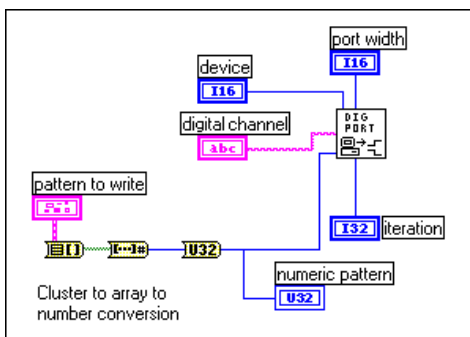 port width
I16
device
I16
digital channel
abc
DIG
PORT
pattern to write
I32
iteration
[···]#
U32
numeric pattern
U32
Cluster to array to
number conversion